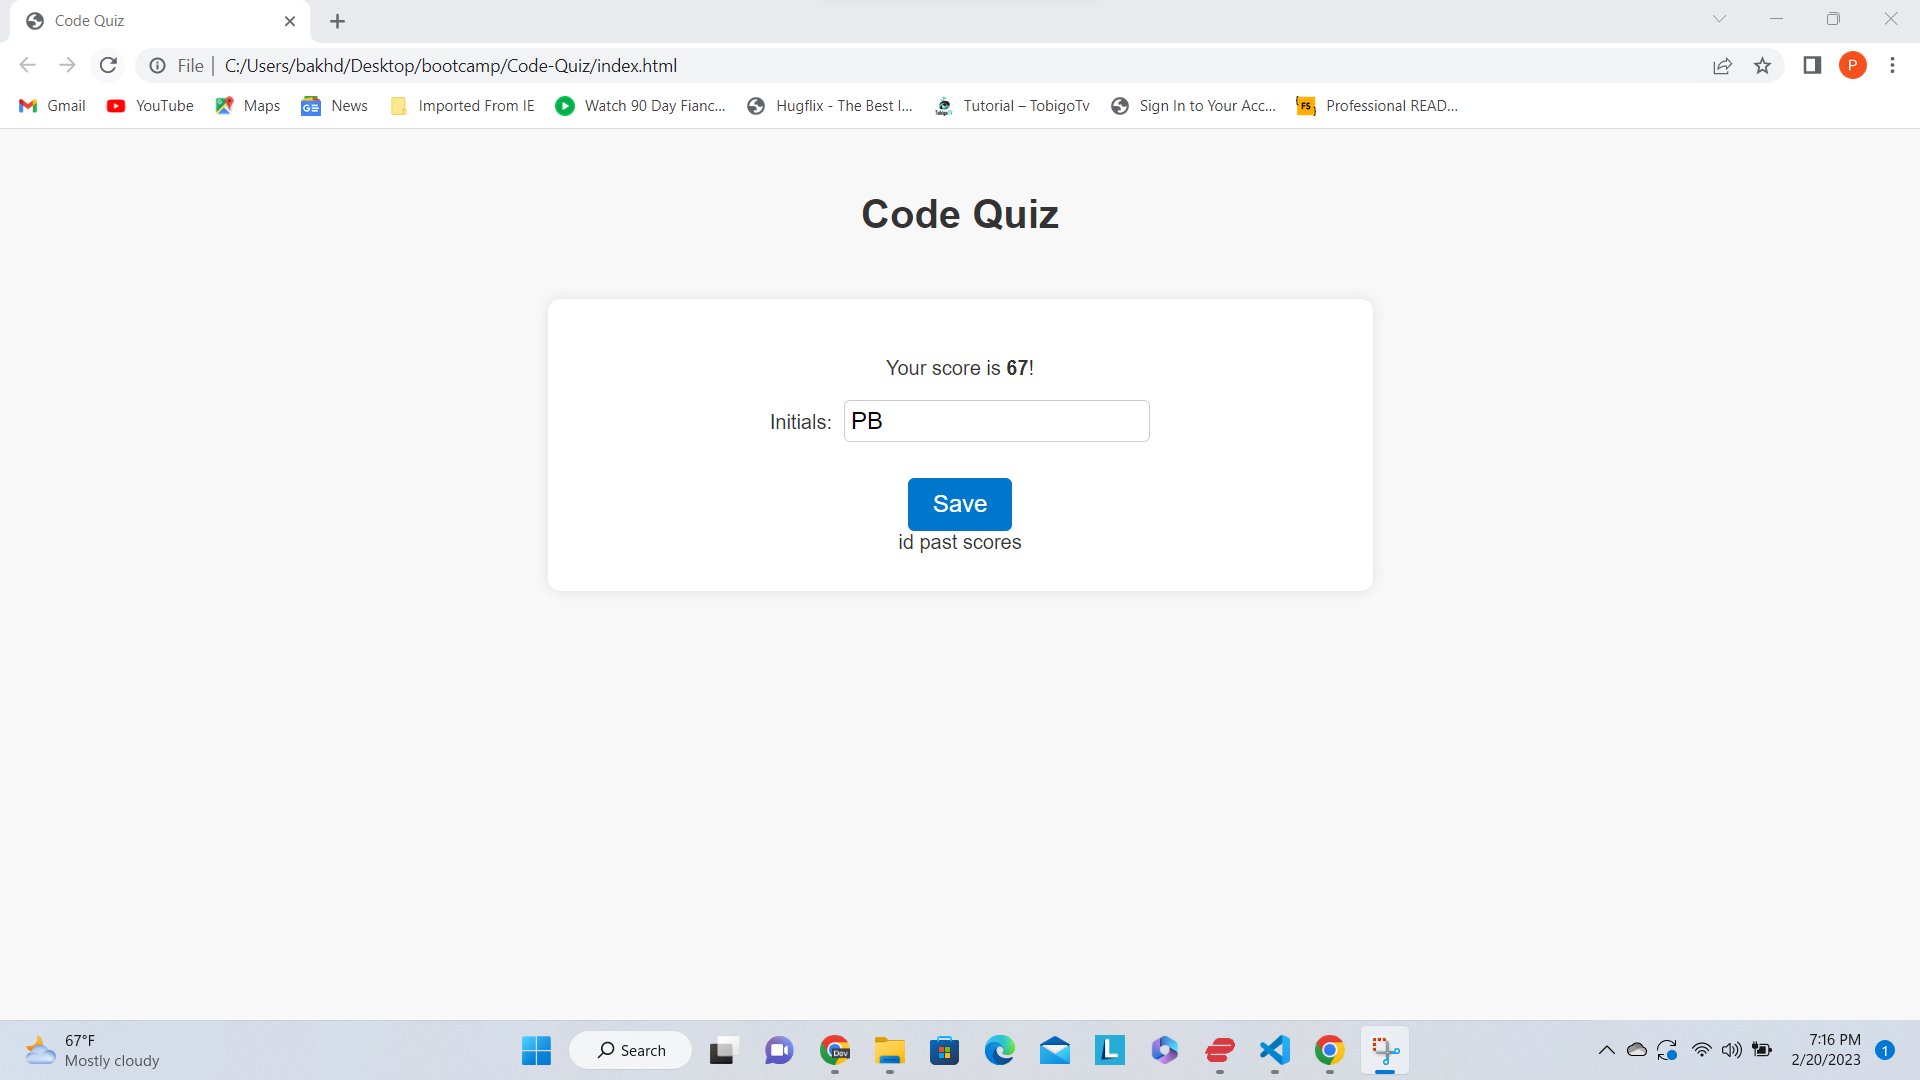 Code Quiz
File
C:/Users/bakhd/Desktop/bootcamp/Code-Quiz/index.html
P
Gmail
YouTube
Maps
News
Imported From IE
Watch 90 Day Fianc...
Hugflix - The Best I...
Tutorial – TobigoTv
Sign In to Your Acc...
FS
Professional READ...
Code Quiz
Your score is 67!
Initials: PB
Save
id past scores
67°F
Mostly cloudy
Search
Dev
L
7:16 PM
2/20/2023
1